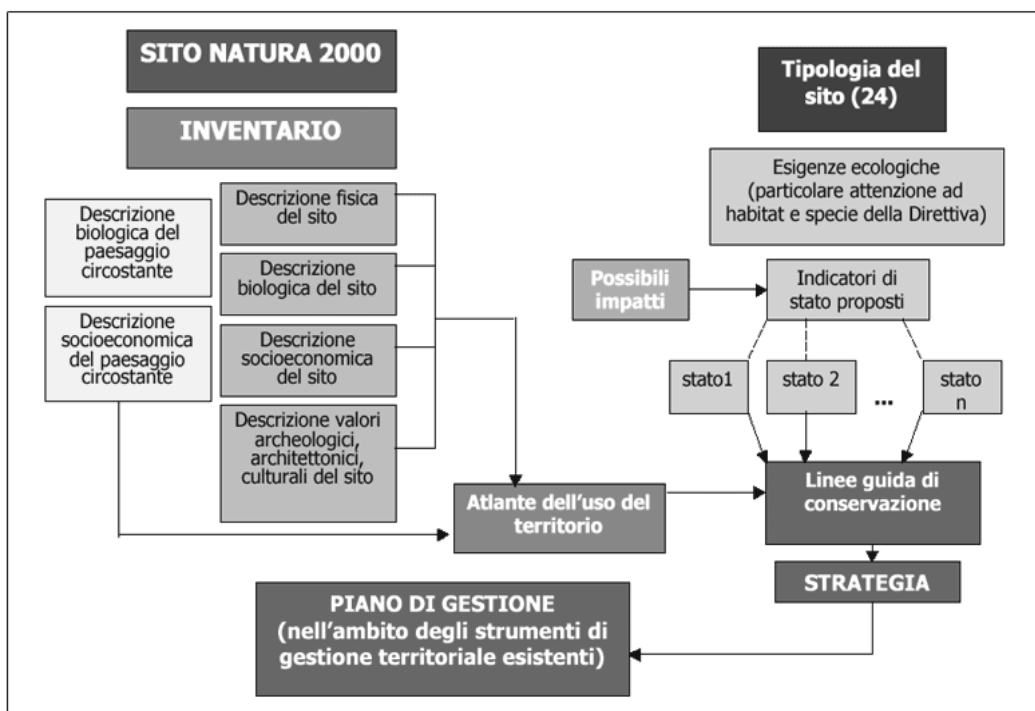 SITO NATURA 2000
INVENTARIO
Descrizione
biologica del
paesaggio
circostante
Descrizione
socioeconomica
del paesaggio
circostante
Descrizione fisica
del sito
Descrizione
biologica del sito
Descrizione
socioeconomica
del sito
Descrizione valori
archeologici,
architettonici,
culturali del sito
Tipologia del
sito (24)
Esigenze ecologiche
(particolare attenzione ad
habitat e specie della Direttiva)
Possibili
impatti
Indicatori di
stato proposti
stato1
stato 2
...
stato
n
Atlante dell'uso del
territorio
Linee guida di
conservazione
STRATEGIA
PIANO DI GESTIONE
(nell'ambito degli strumenti di
gestione territoriale esistenti)